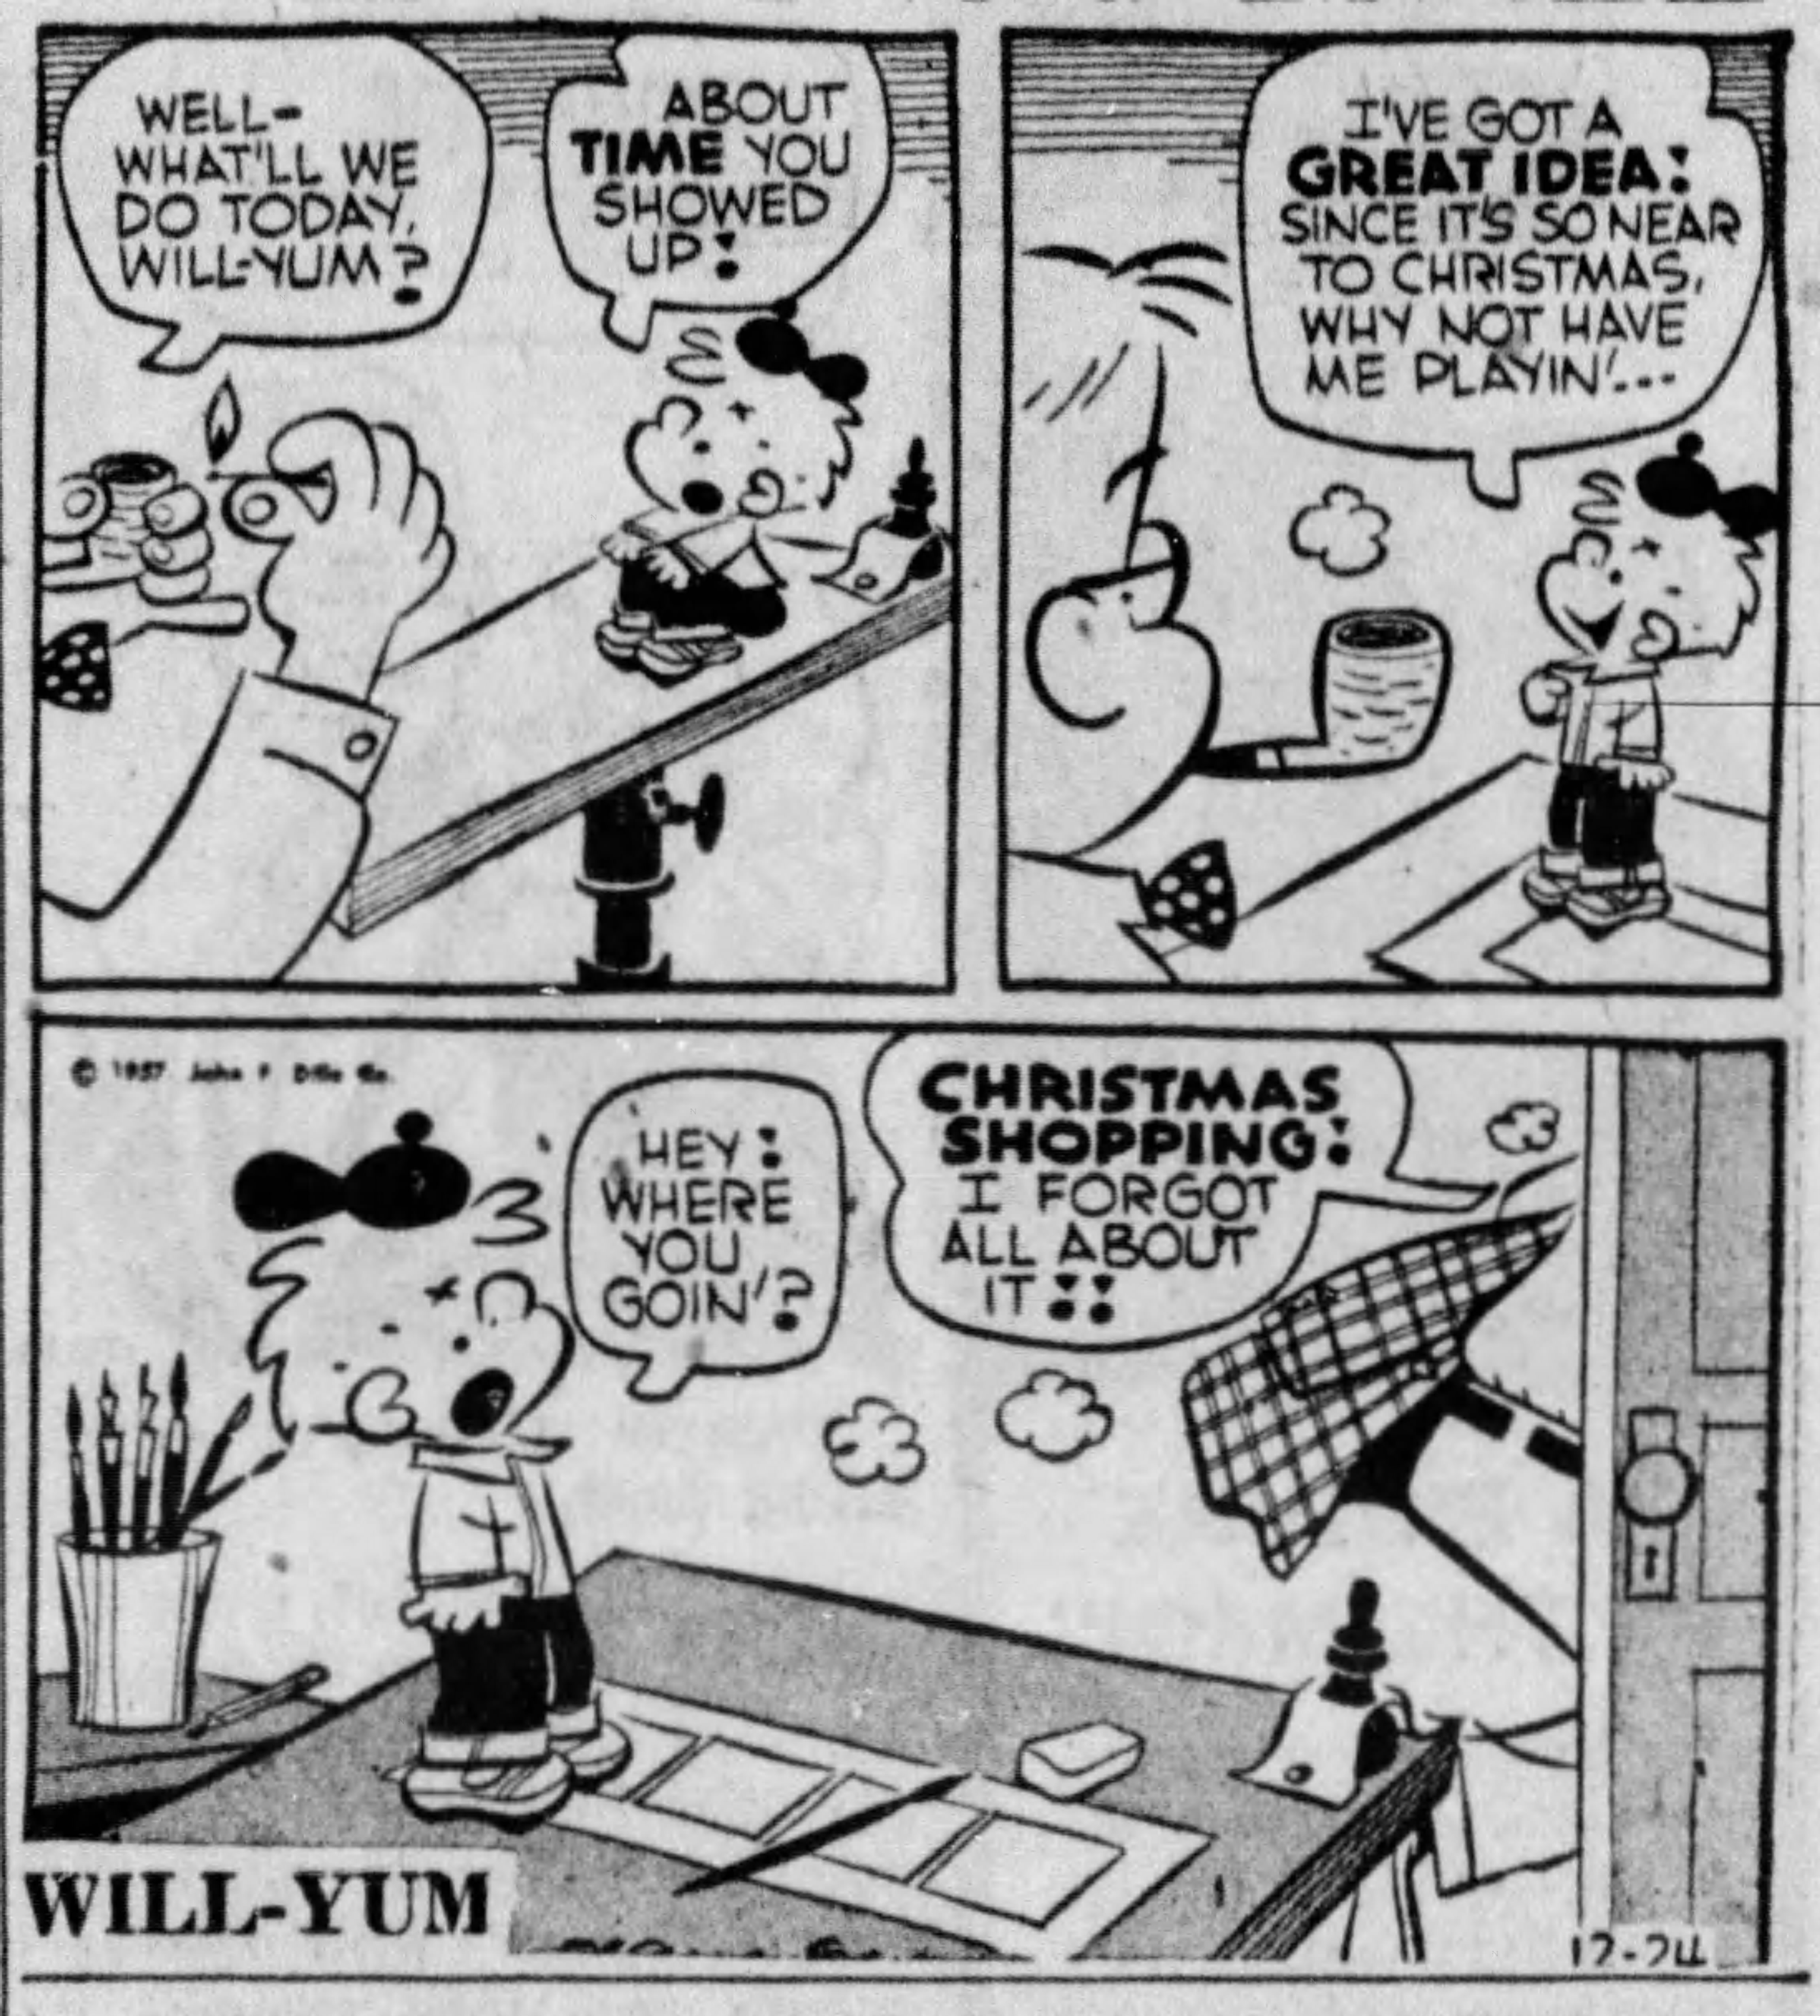 WELL-
WHAT'LL WE
DO TODAY,
WILL-YUM?
ABOUT
TIME YOU
SHOWED
UP!
I'VE GOT A
GREAT IDEA!
SINCE IT'S SO NEAR
TO CHRISTMAS,
WHY NOT HAVE
ME PLAYIN'...
© 1957 John F Dille Co.
HEY!
WHERE
YOU
GOIN'?
CHRISTMAS
SHOPPING!
I FORGOT
ALL ABOUT
IT!!
WILL-YUM
12-24